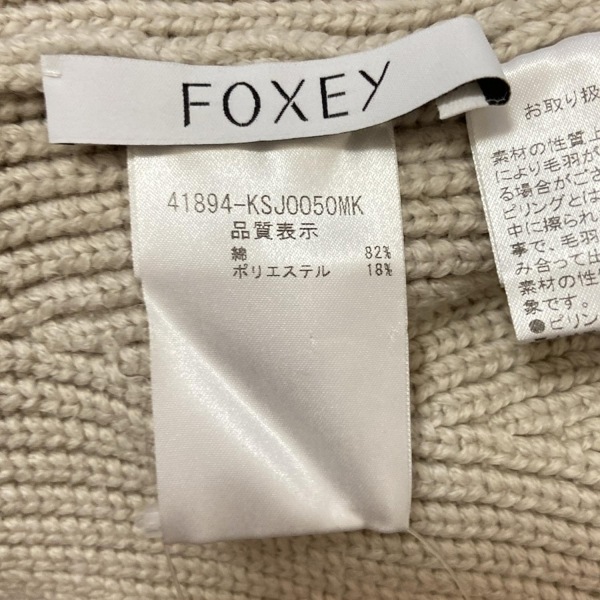 FOXEY
41894-KSJ0050MK
品質表示
綿 82%
ポリエステル 18%
お取り扱
素材の性質上
により毛羽が
る場合がござ
ピリングとは
中に擦られ
事で、毛羽
み合って比
素材の性質
象です。
●ピリン